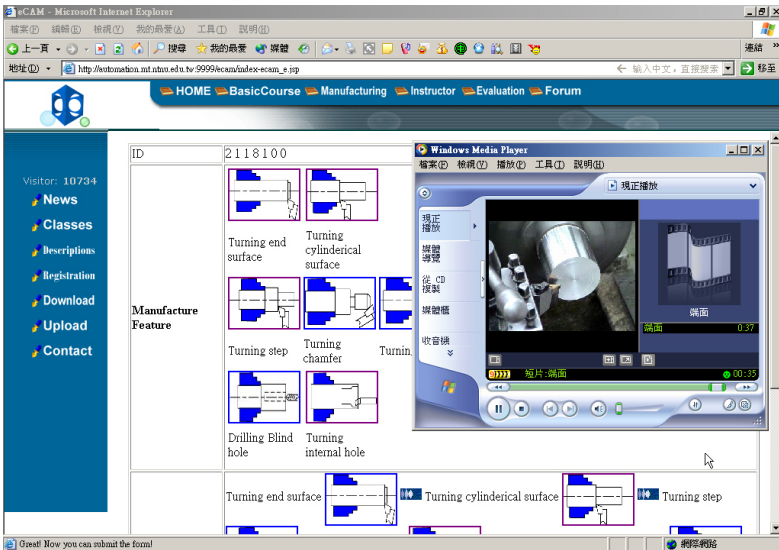 eCAM - Microsoft Internet Explorer
檔案(F) 編輯(E) 檢視(V) 我的最愛(A) 工具(T) 說明(H)
上一頁 搜尋 我的最愛 媒體 連結 »
網址(D) http://automation.mt.ntnu.edu.tw:9999/ecam/index-ecam_e.jsp 輸入中文，直接搜索 移至
HOME BasicCourse Manufacturing Instructor Evaluation Forum
Visitor: 10734
News
Classes
Descriptions
Registration
Download
Upload
Contact
ID 2118100
Manufacture
Feature
Turning end
surface
Turning
cylinderical
surface
Turning step
Turning
chamfer
Drilling Blind
hole
Turning
internal hole
Turning end surface Turning cylinderical surface Turning step
Windows Media Player
檔案(F) 檢視(V) 播放(P) 工具(T) 說明(H)
現正播放
現正
播放
媒體
導覽
從 CD
複製
媒體櫃
收音機
端面
端面 0:37
短片:端面 00:35
Great! Now you can submit the form!
網際網路